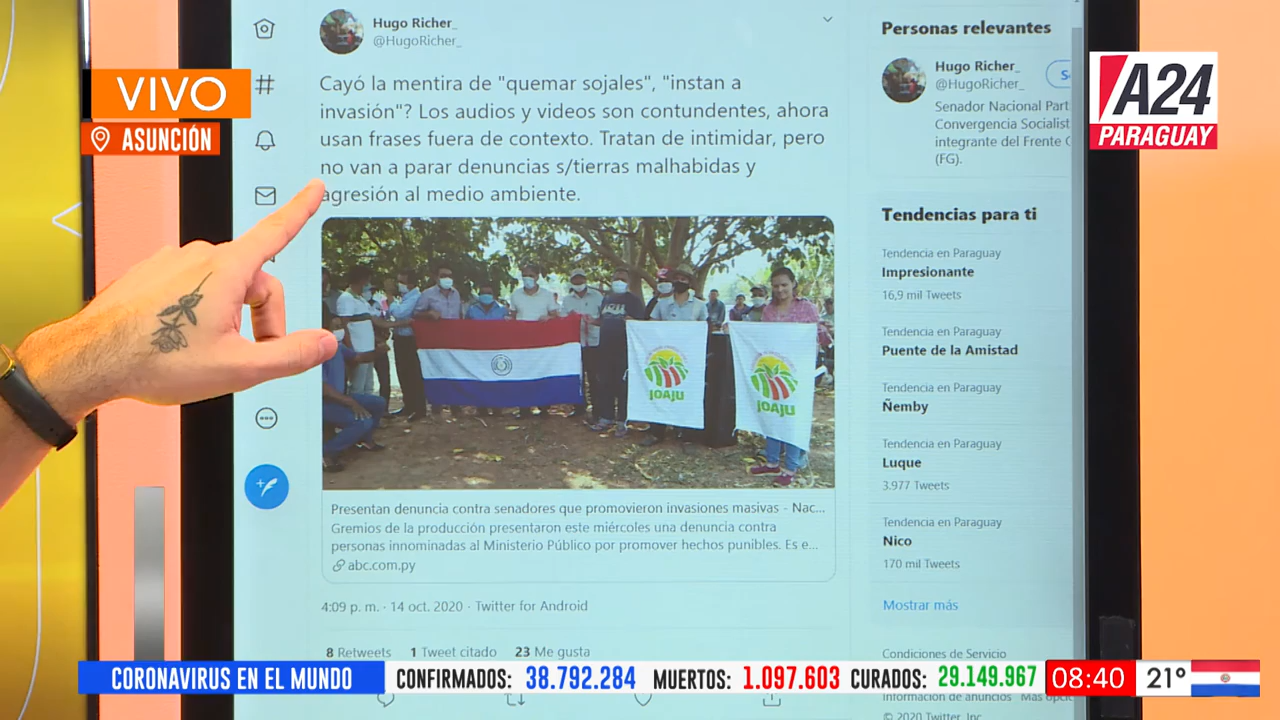 Hugo Richer_
@HugoRicher_
Cayó la mentira de "quemar sojales", "instan a
invasión"? Los audios y videos son contundentes, ahora
usan frases fuera de contexto. Tratan de intimidar, pero
no van a parar denuncias s/tierras malhabidas y
agresión al medio ambiente.
JOAJU
JOAJU
Presentan denuncia contra senadores que promovieron invasiones masivas - Nac...
Gremios de la producción presentaron este miércoles una denuncia contra
personas innominadas al Ministerio Público por promover hechos punibles. Es e...
abc.com.py
4:09 p. m. · 14 oct. 2020 · Twitter for Android
8 Retweets 1 Tweet citado 23 Me gusta
Personas relevantes
Hugo Richer_
@HugoRicher_
Senador Nacional Part
Convergencia Socialist
integrante del Frente
(FG).
Tendencias para ti
Tendencia en Paraguay
Impresionante
16,9 mil Tweets
Tendencia en Paraguay
Puente de la Amistad
Tendencia en Paraguay
Ñemby
Tendencia en Paraguay
Luque
3.977 Tweets
Tendencia en Paraguay
Nico
170 mil Tweets
Mostrar más
Condiciones de Servicio
Información de anuncios Más opci
© 2020 Twitter, Inc.
VIVO
ASUNCIÓN
A24
PARAGUAY
CORONAVIRUS EN EL MUNDO CONFIRMADOS: 38.792.284 MUERTOS: 1.097.603 CURADOS: 29.149.967 08:40 21°